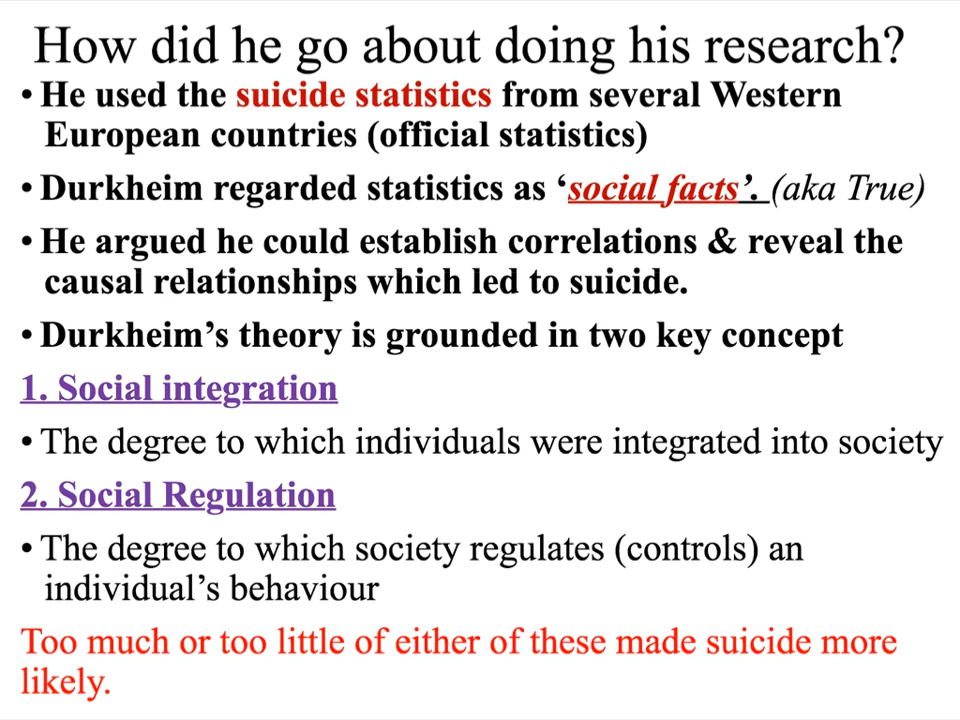 How did he go about doing his research?
• He used the suicide statistics from several Western
European countries (official statistics)
• Durkheim regarded statistics as ‘social facts’. (aka True)
• He argued he could establish correlations & reveal the
causal relationships which led to suicide.
• Durkheim’s theory is grounded in two key concept
1. Social integration
• The degree to which individuals were integrated into society
2. Social Regulation
• The degree to which society regulates (controls) an
individual’s behaviour
Too much or too little of either of these made suicide more
likely.